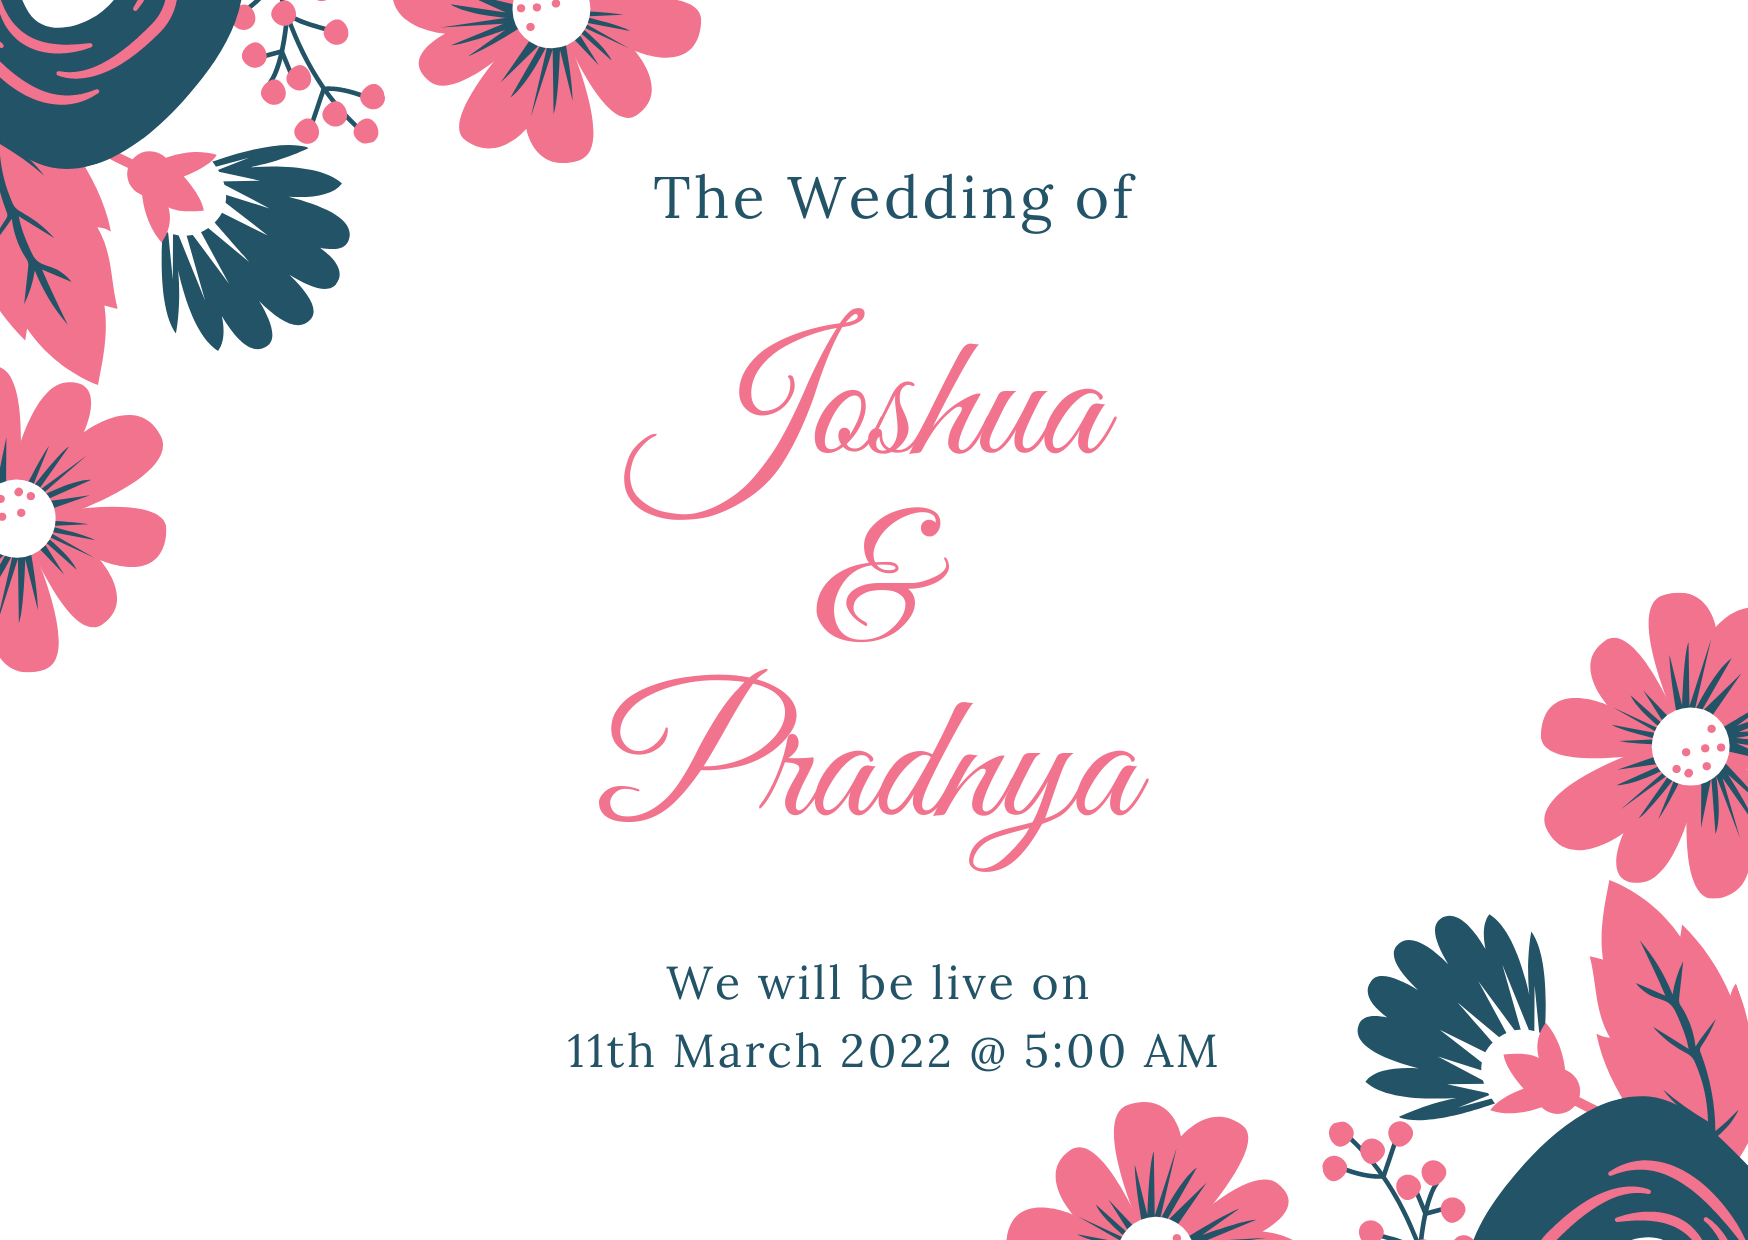 The Wedding of
Joshua
&
Pradnya
We will be live on
11th March 2022 @ 5:00 AM